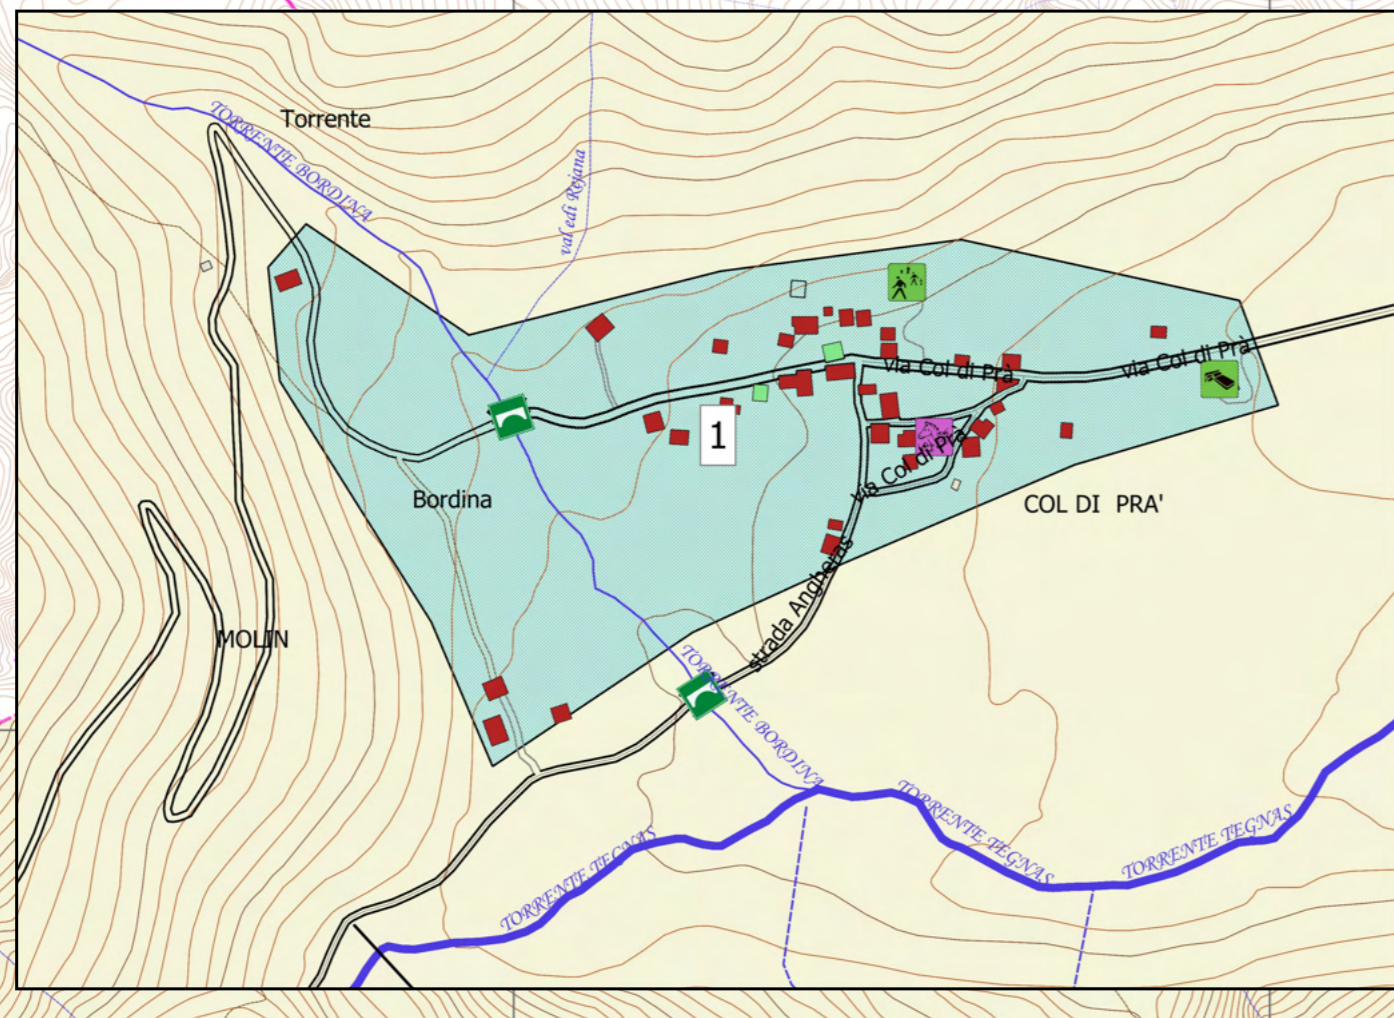 Torrente
TORRENTE BORDINA
val edi Rejana
via Col di Prà
via Col di Prà
1
via Col di Prà
Bordina
COL DI PRA'
strada Angheras
MOLIN
TORRENTE BORDINA
TORRENTE TEGNAS
TORRENTE TEGNAS
TORRENTE TEGNAS